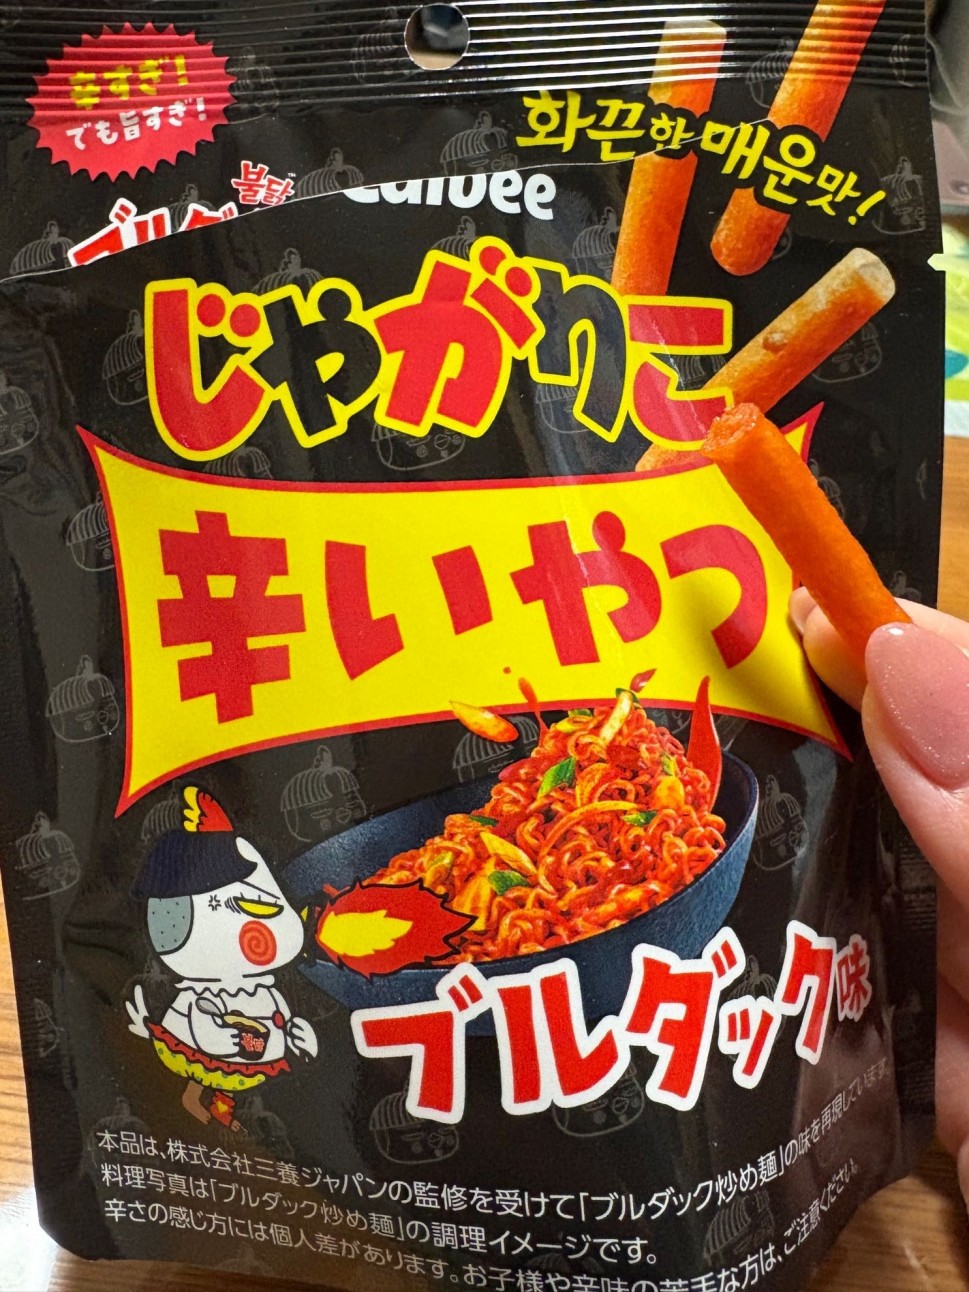 辛すぎ!
でも旨すぎ!
화끈한 매운맛!
불닭
Calbee
じゃがりこ
辛いやつ
ブルダック味
本品は、株式会社三養ジャパンの監修を受けて「ブルダック炒め麺」の味を再現しています。
料理写真は「ブルダック炒め麺」の調理イメージです。
辛さの感じ方には個人差があります。お子様や辛味の苦手な方は、ご注意ください。